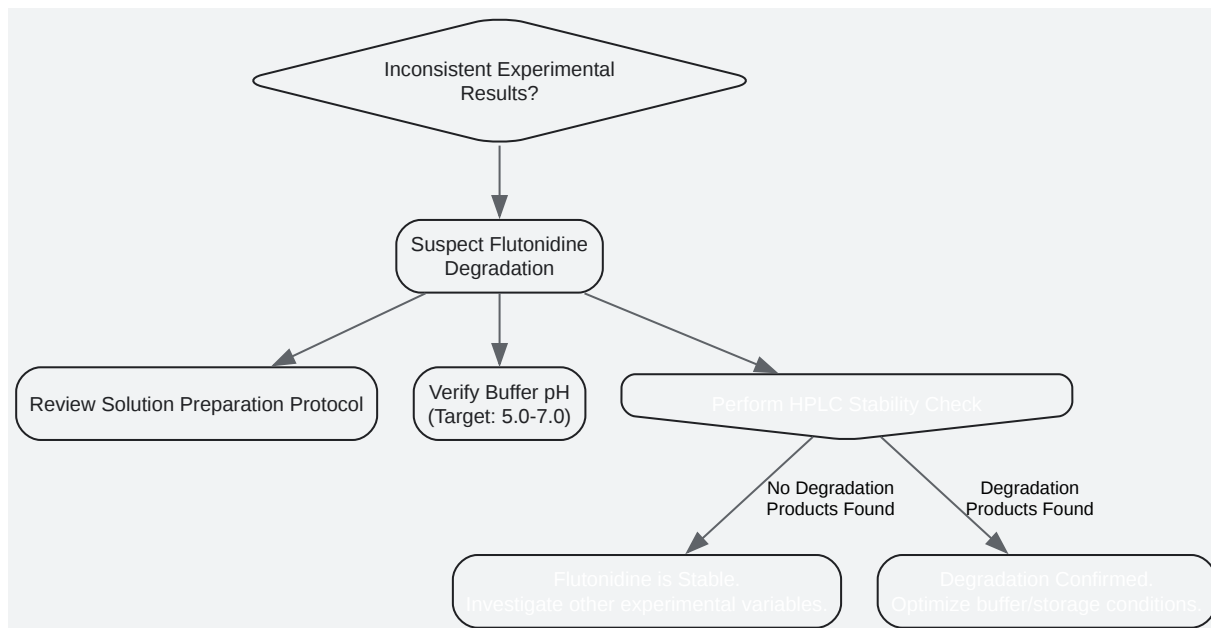 Inconsistent Experimental
Results?
Suspect Flutonidine
Degradation
Review Solution Preparation Protocol
Verify Buffer pH
(Target: 5.0-7.0)
Perform HPLC Stability Check
No Degradation
Products Found
Degradation
Products Found
Flutonidine is Stable.
Investigate other experimental variables.
Degradation Confirmed.
Optimize buffer/storage conditions.